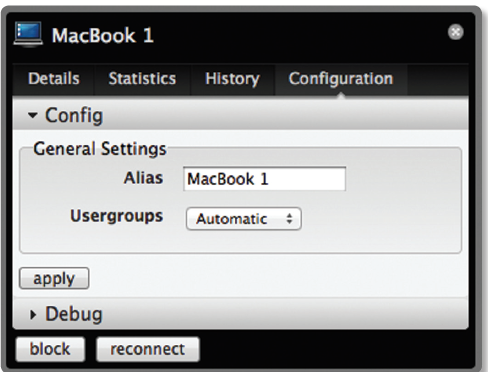 MacBook 1
Details Statistics History Configuration
Config
General Settings
Alias MacBook 1
Usergroups Automatic
apply
Debug
block reconnect